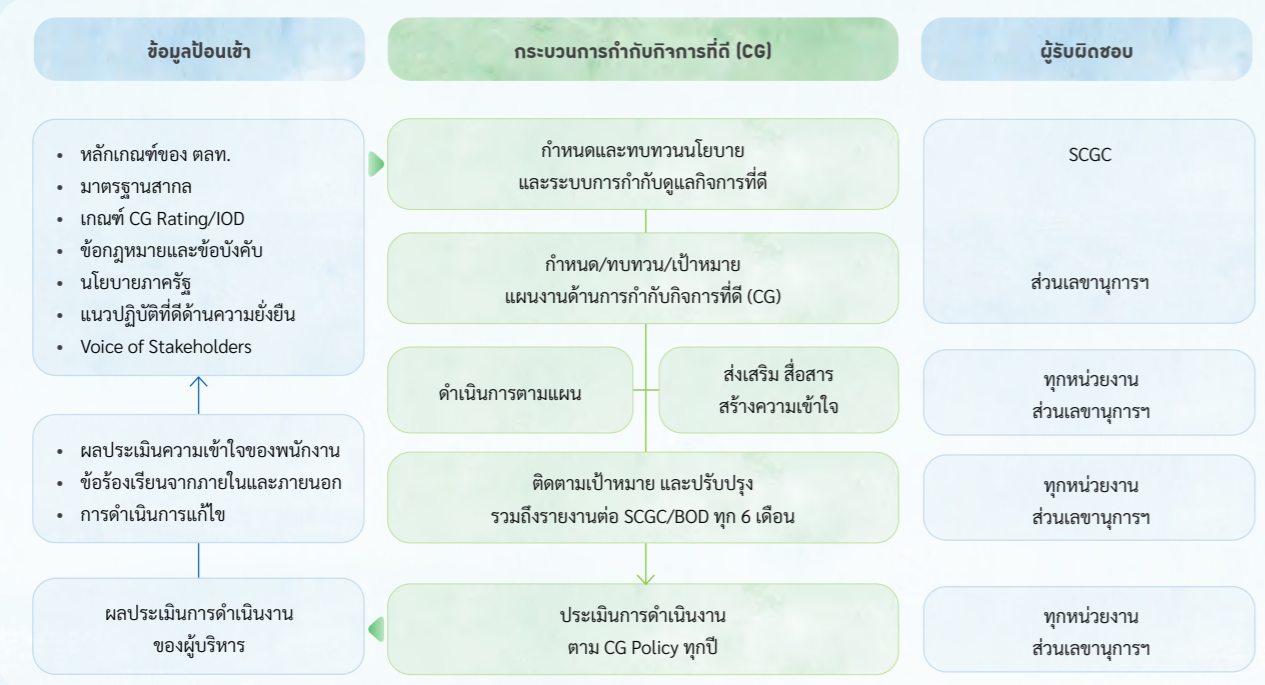 ข้อมูลป้อนเข้า
กระบวนการกำกับกิจการที่ดี (CG)
ผู้รับผิดชอบ
• หลักเกณฑ์ของ ตลท.
• มาตรฐานสากล
• เกณฑ์ CG Rating/IOD
• ข้อกฎหมายและข้อบังคับ
• นโยบายภาครัฐ
• แนวปฏิบัติที่ดีด้านความยั่งยืน
• Voice of Stakeholders
กำหนดและทบทวนนโยบาย
และระบบการกำกับดูแลกิจการที่ดี
SCGC
กำหนด/ทบทวน/เป้าหมาย
แผนงานด้านการกำกับกิจการที่ดี (CG)
ส่วนเลขานุการฯ
ดำเนินการตามแผน
ส่งเสริม สื่อสาร
สร้างความเข้าใจ
ทุกหน่วยงาน
ส่วนเลขานุการฯ
• ผลประเมินความเข้าใจของพนักงาน
• ข้อร้องเรียนจากภายในและภายนอก
• การดำเนินการแก้ไข
ติดตามเป้าหมาย และปรับปรุง
รวมถึงรายงานต่อ SCGC/BOD ทุก 6 เดือน
ทุกหน่วยงาน
ส่วนเลขานุการฯ
ผลประเมินการดำเนินงาน
ของผู้บริหาร
ประเมินการดำเนินงาน
ตาม CG Policy ทุกปี
ทุกหน่วยงาน
ส่วนเลขานุการฯ